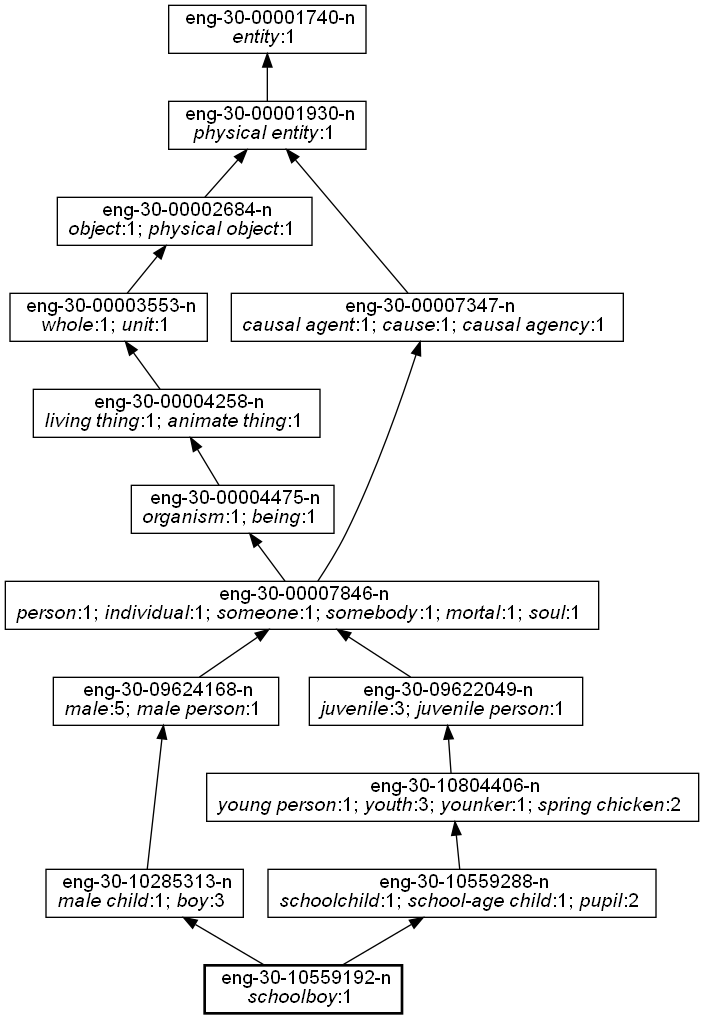 eng-30-00001740-n
entity:1
eng-30-00001930-n
physical entity:1
eng-30-00002684-n
object:1; physical object:1
eng-30-00003553-n
whole:1; unit:1
eng-30-00007347-n
causal agent:1; cause:1; causal agency:1
eng-30-00004258-n
living thing:1; animate thing:1
eng-30-00004475-n
organism:1; being:1
eng-30-00007846-n
person:1; individual:1; someone:1; somebody:1; mortal:1; soul:1
eng-30-09624168-n
male:5; male person:1
eng-30-09622049-n
juvenile:3; juvenile person:1
eng-30-10804406-n
young person:1; youth:3; younker:1; spring chicken:2
eng-30-10285313-n
male child:1; boy:3
eng-30-10559288-n
schoolchild:1; school-age child:1; pupil:2
eng-30-10559192-n
schoolboy:1